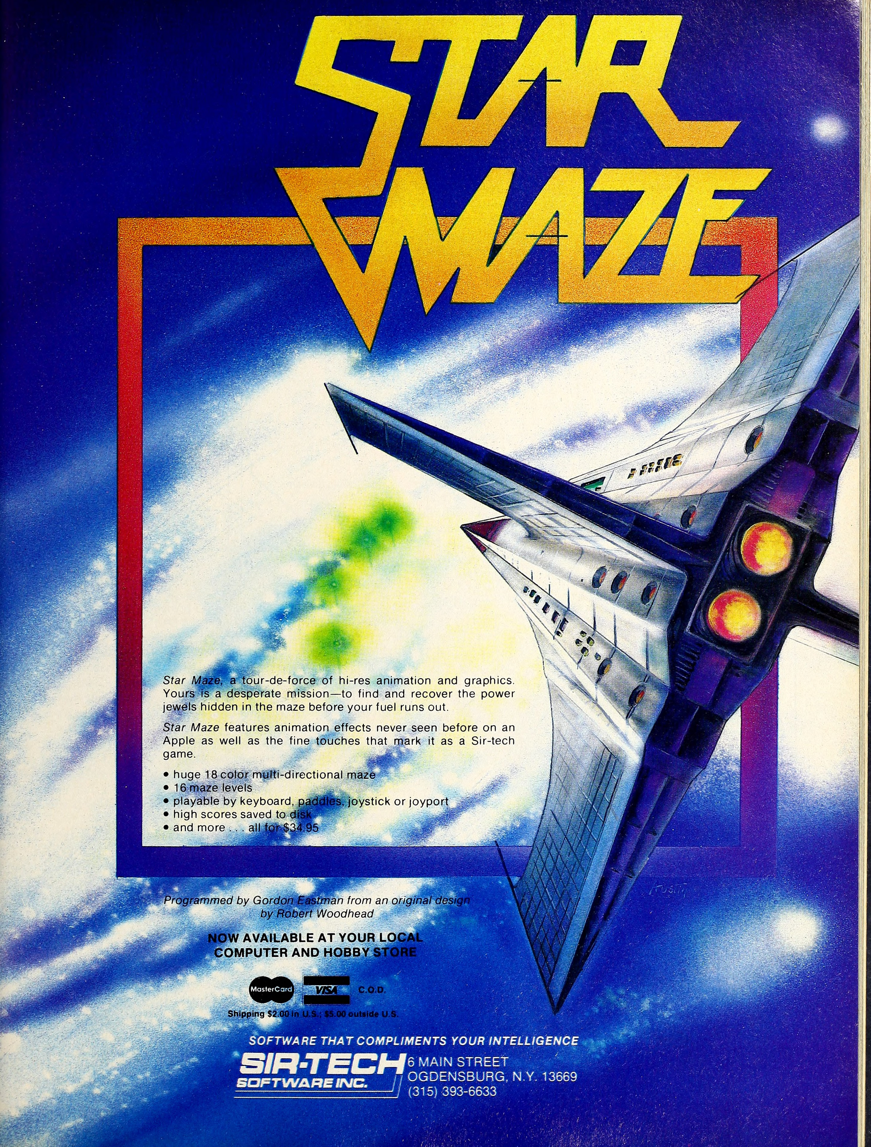 STAR
MAZE
Star Maze, a tour-de-force of hi-res animation and graphics.
Yours is a desperate mission—to find and recover the power
jewels hidden in the maze before your fuel runs out.
Star Maze features animation effects never seen before on an
Apple as well as the fine touches that mark it as a Sir-tech
game.
• huge 18 color multi-directional maze
• 16 maze levels
• playable by keyboard, paddles, joystick or joyport
• high scores saved to disk
• and more . . . all for $34.95
Programmed by Gordon Eastman from an original design
by Robert Woodhead
NOW AVAILABLE AT YOUR LOCAL
COMPUTER AND HOBBY STORE
MasterCard VISA C.O.D.
Shipping $2.00 in U.S.; $5.00 outside U.S.
SOFTWARE THAT COMPLIMENTS YOUR INTELLIGENCE
SIR-TECH
SOFTWARE INC.
6 MAIN STREET
OGDENSBURG, N.Y. 13669
(315) 393-6633